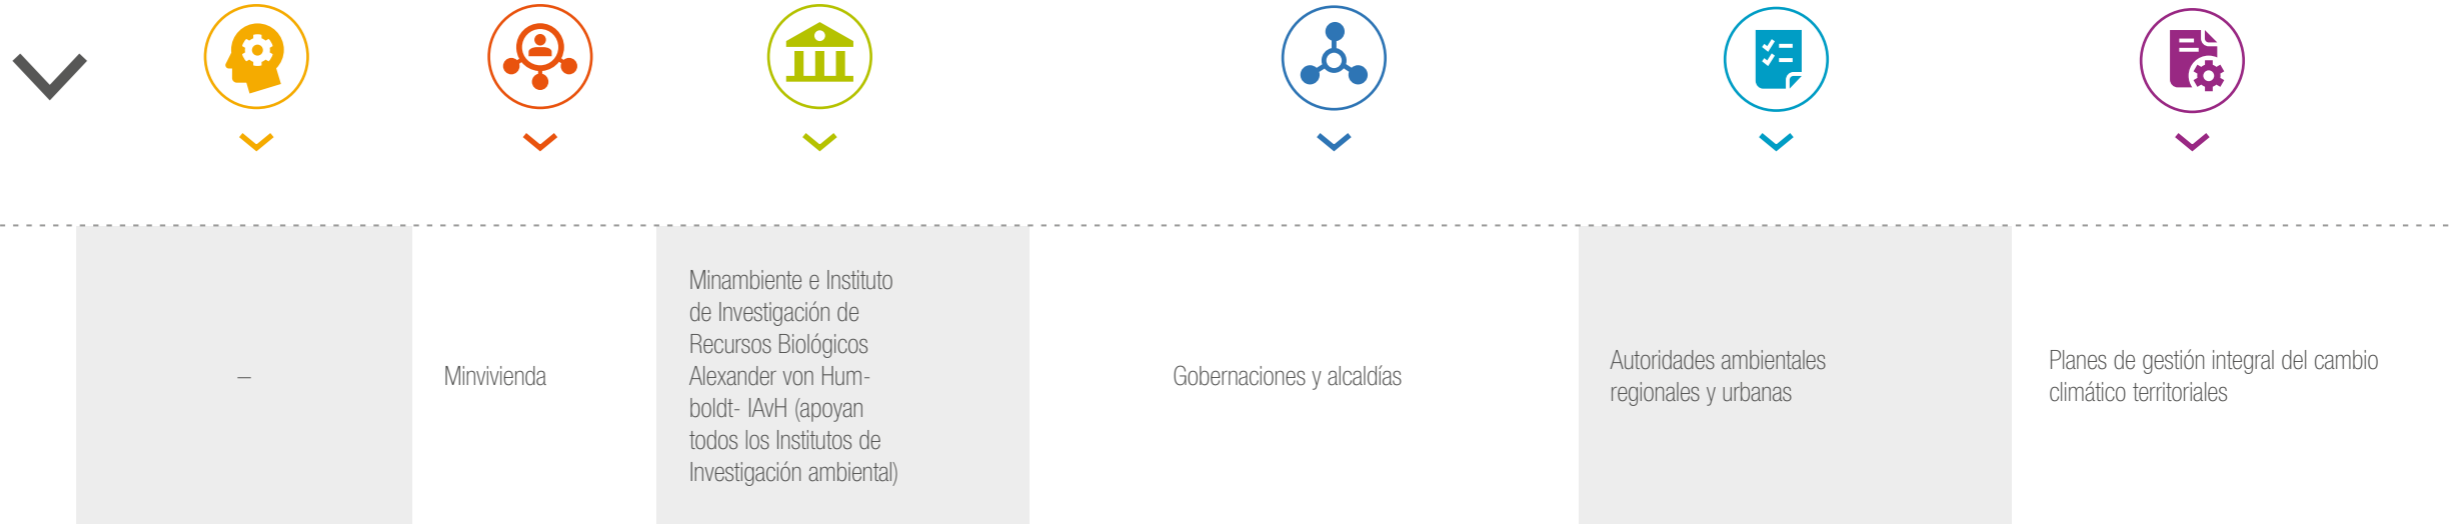 –
Minvivienda
Minambiente e Instituto
de Investigación de
Recursos Biológicos
Alexander von Hum-
boldt- IAvH (apoyan
todos los Institutos de
Investigación ambiental)
Gobernaciones y alcaldías
Autoridades ambientales
regionales y urbanas
Planes de gestión integral del cambio
climático territoriales